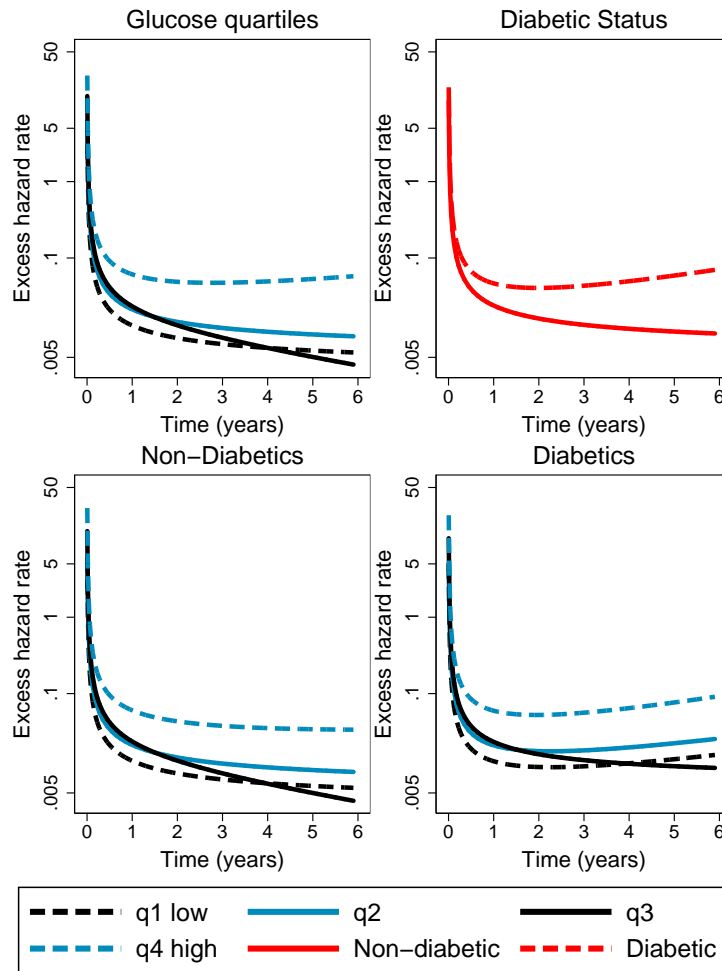 Glucose quartiles
Excess hazard rate
50
5
1
.1
.005
0 1 2 3 4 5 6
Time (years)
Diabetic Status
Excess hazard rate
50
5
1
.1
.005
0 1 2 3 4 5 6
Time (years)
Non−Diabetics
Excess hazard rate
50
5
1
.1
.005
0 1 2 3 4 5 6
Time (years)
Diabetics
Excess hazard rate
50
5
1
.1
.005
0 1 2 3 4 5 6
Time (years)
q1 low q2 q3
q4 high Non−diabetic Diabetic